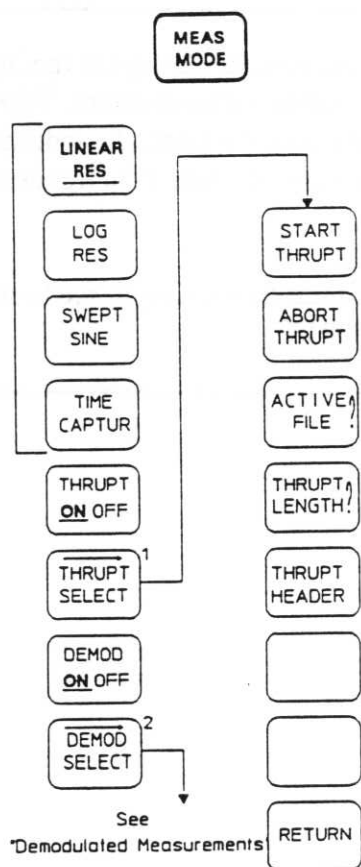 MEAS
MODE
LINEAR
RES
LOG
RES
SWEPT
SINE
TIME
CAPTUR
THRUPT
ON OFF
1
THRUPT
SELECT
DEMOD
ON OFF
2
DEMOD
SELECT
See
"Demodulated Measurements
START
THRUPT
ABORT
THRUPT
ACTIVE
FILE
THRUPT
LENGTH
THRUPT
HEADER
RETURN